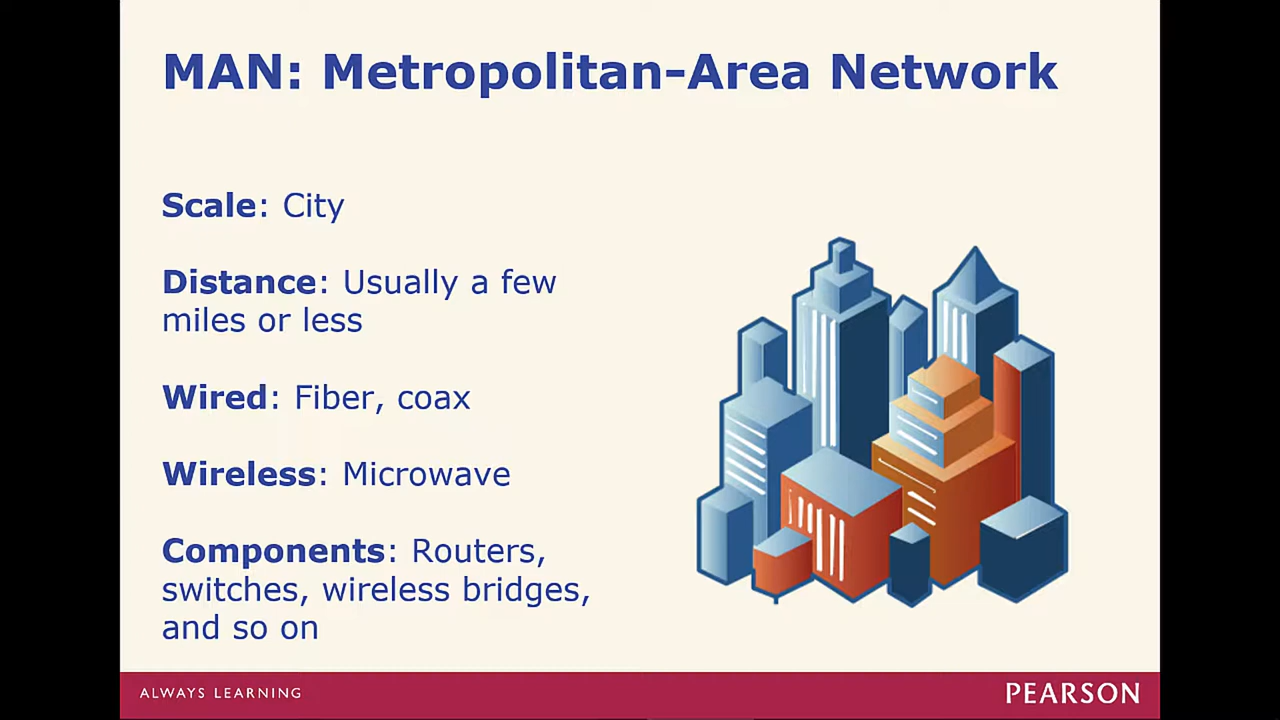 MAN: Metropolitan-Area Network
Scale: City
Distance: Usually a few
miles or less
Wired: Fiber, coax
Wireless: Microwave
Components: Routers,
switches, wireless bridges,
and so on
ALWAYS LEARNING
PEARSON